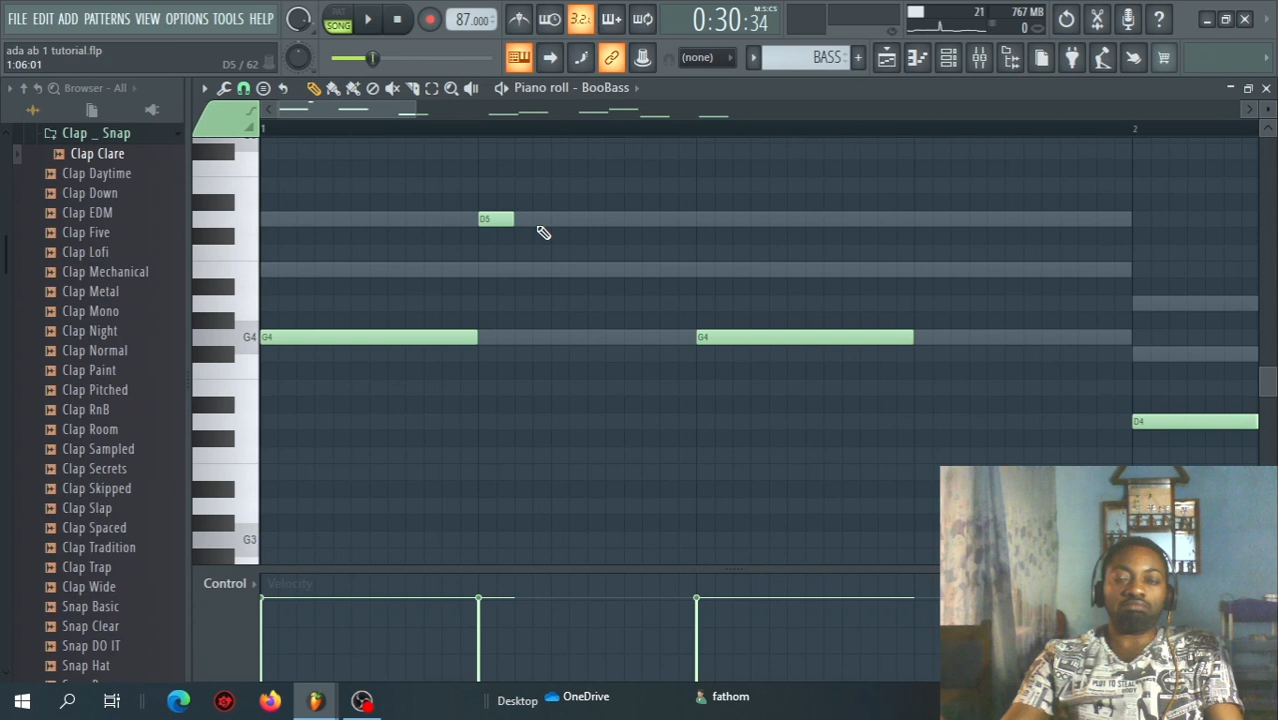 FILE EDIT ADD PATTERNS VIEW OPTIONS TOOLS HELP
PAT
SONG
87.000
3.2.
0:30:34
M:S:CS
21
767 MB
0
ada ab 1 tutorial.flp
1:06:01
D5 / 62
(none)
BASS
Browser - All
Piano roll - BooBass
Clap _ Snap
Clap Clare
Clap Daytime
Clap Down
Clap EDM
Clap Five
Clap Lofi
Clap Mechanical
Clap Metal
Clap Mono
Clap Night
Clap Normal
Clap Paint
Clap Pitched
Clap RnB
Clap Room
Clap Sampled
Clap Secrets
Clap Skipped
Clap Slap
Clap Spaced
Clap Tradition
Clap Trap
Clap Wide
Snap Basic
Snap Clear
Snap DO IT
Snap Hat
1
2
D5
G4
G4
G4
D4
G3
Control
Velocity
Desktop
OneDrive
fathom